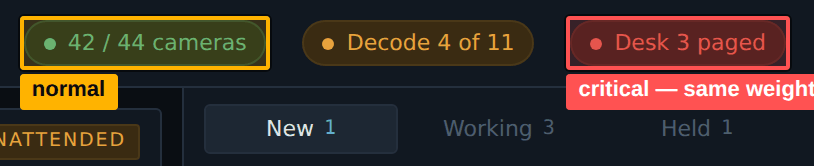 42 / 44 cameras
Decode 4 of 11
Desk 3 paged
normal
critical — same weight
NATTENDED
New 1
Working 3
Held 1